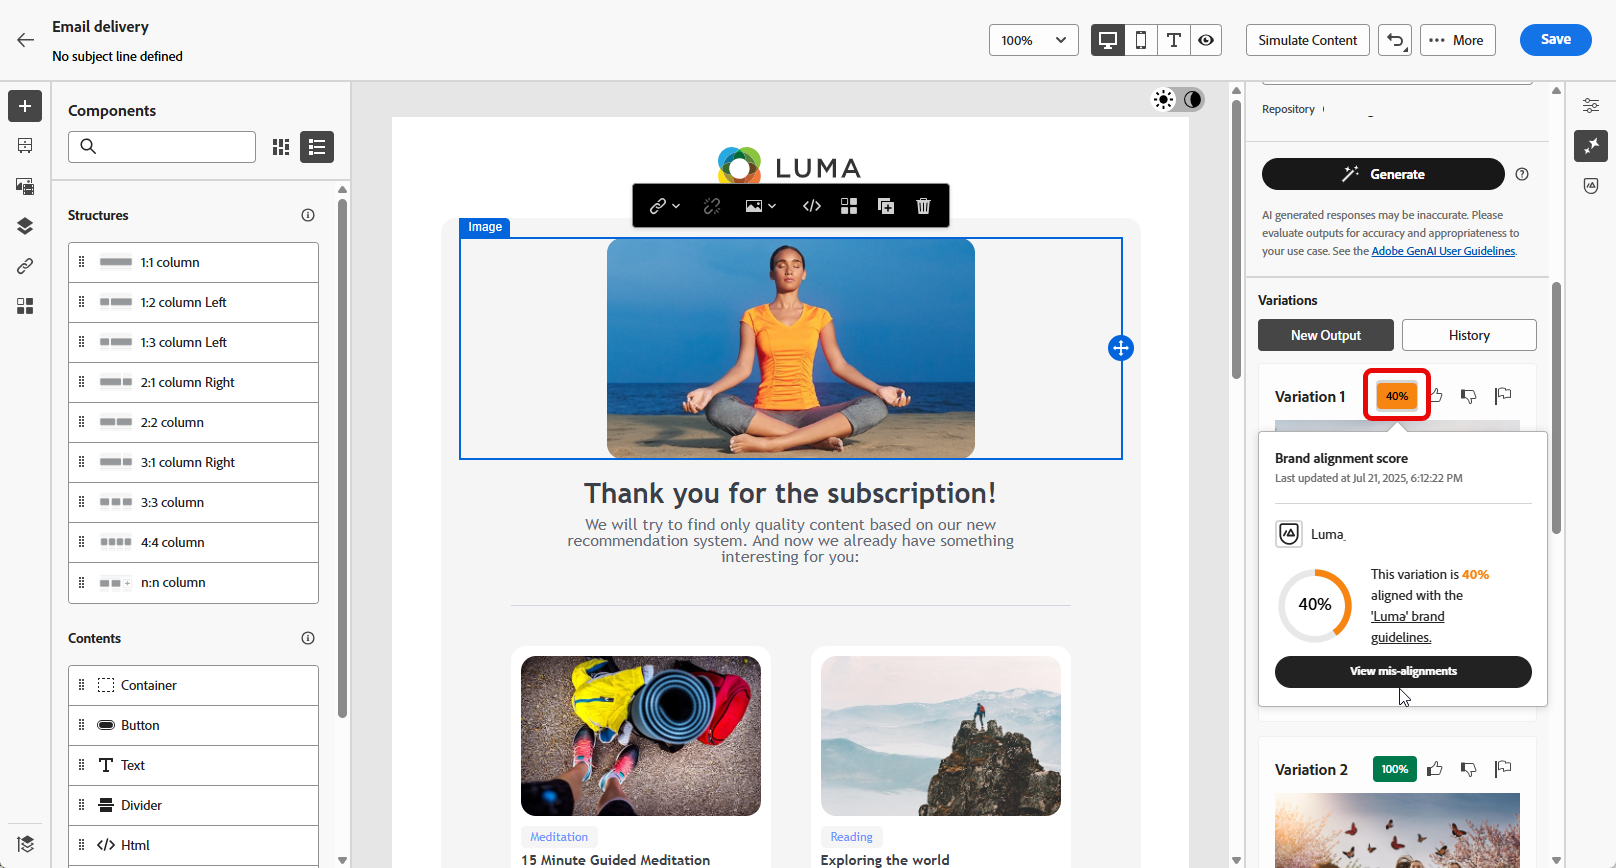 Email delivery
No subject line defined
100%
Simulate Content
More
Save
Components
Structures
1:1 column
1:2 column Left
1:3 column Left
2:1 column Right
2:2 column
3:1 column Right
3:3 column
4:4 column
n:n column
Contents
Container
Button
Text
Divider
Html
LUMA
Image
Thank you for the subscription!
We will try to find only quality content based on our new
recommendation system. And now we already have something
interesting for you:
Meditation
15 Minute Guided Meditation
Reading
Exploring the world
Repository
Generate
AI generated responses may be inaccurate. Please
evaluate outputs for accuracy and appropriateness to
your use case. See the Adobe GenAI User Guidelines.
Variations
New Output
History
Variation 1
40%
Brand alignment score
Last updated at Jul 21, 2025, 6:12:22 PM
Luma
40%
This variation is 40%
aligned with the
'Luma' brand
guidelines.
View mis-alignments
Variation 2
100%